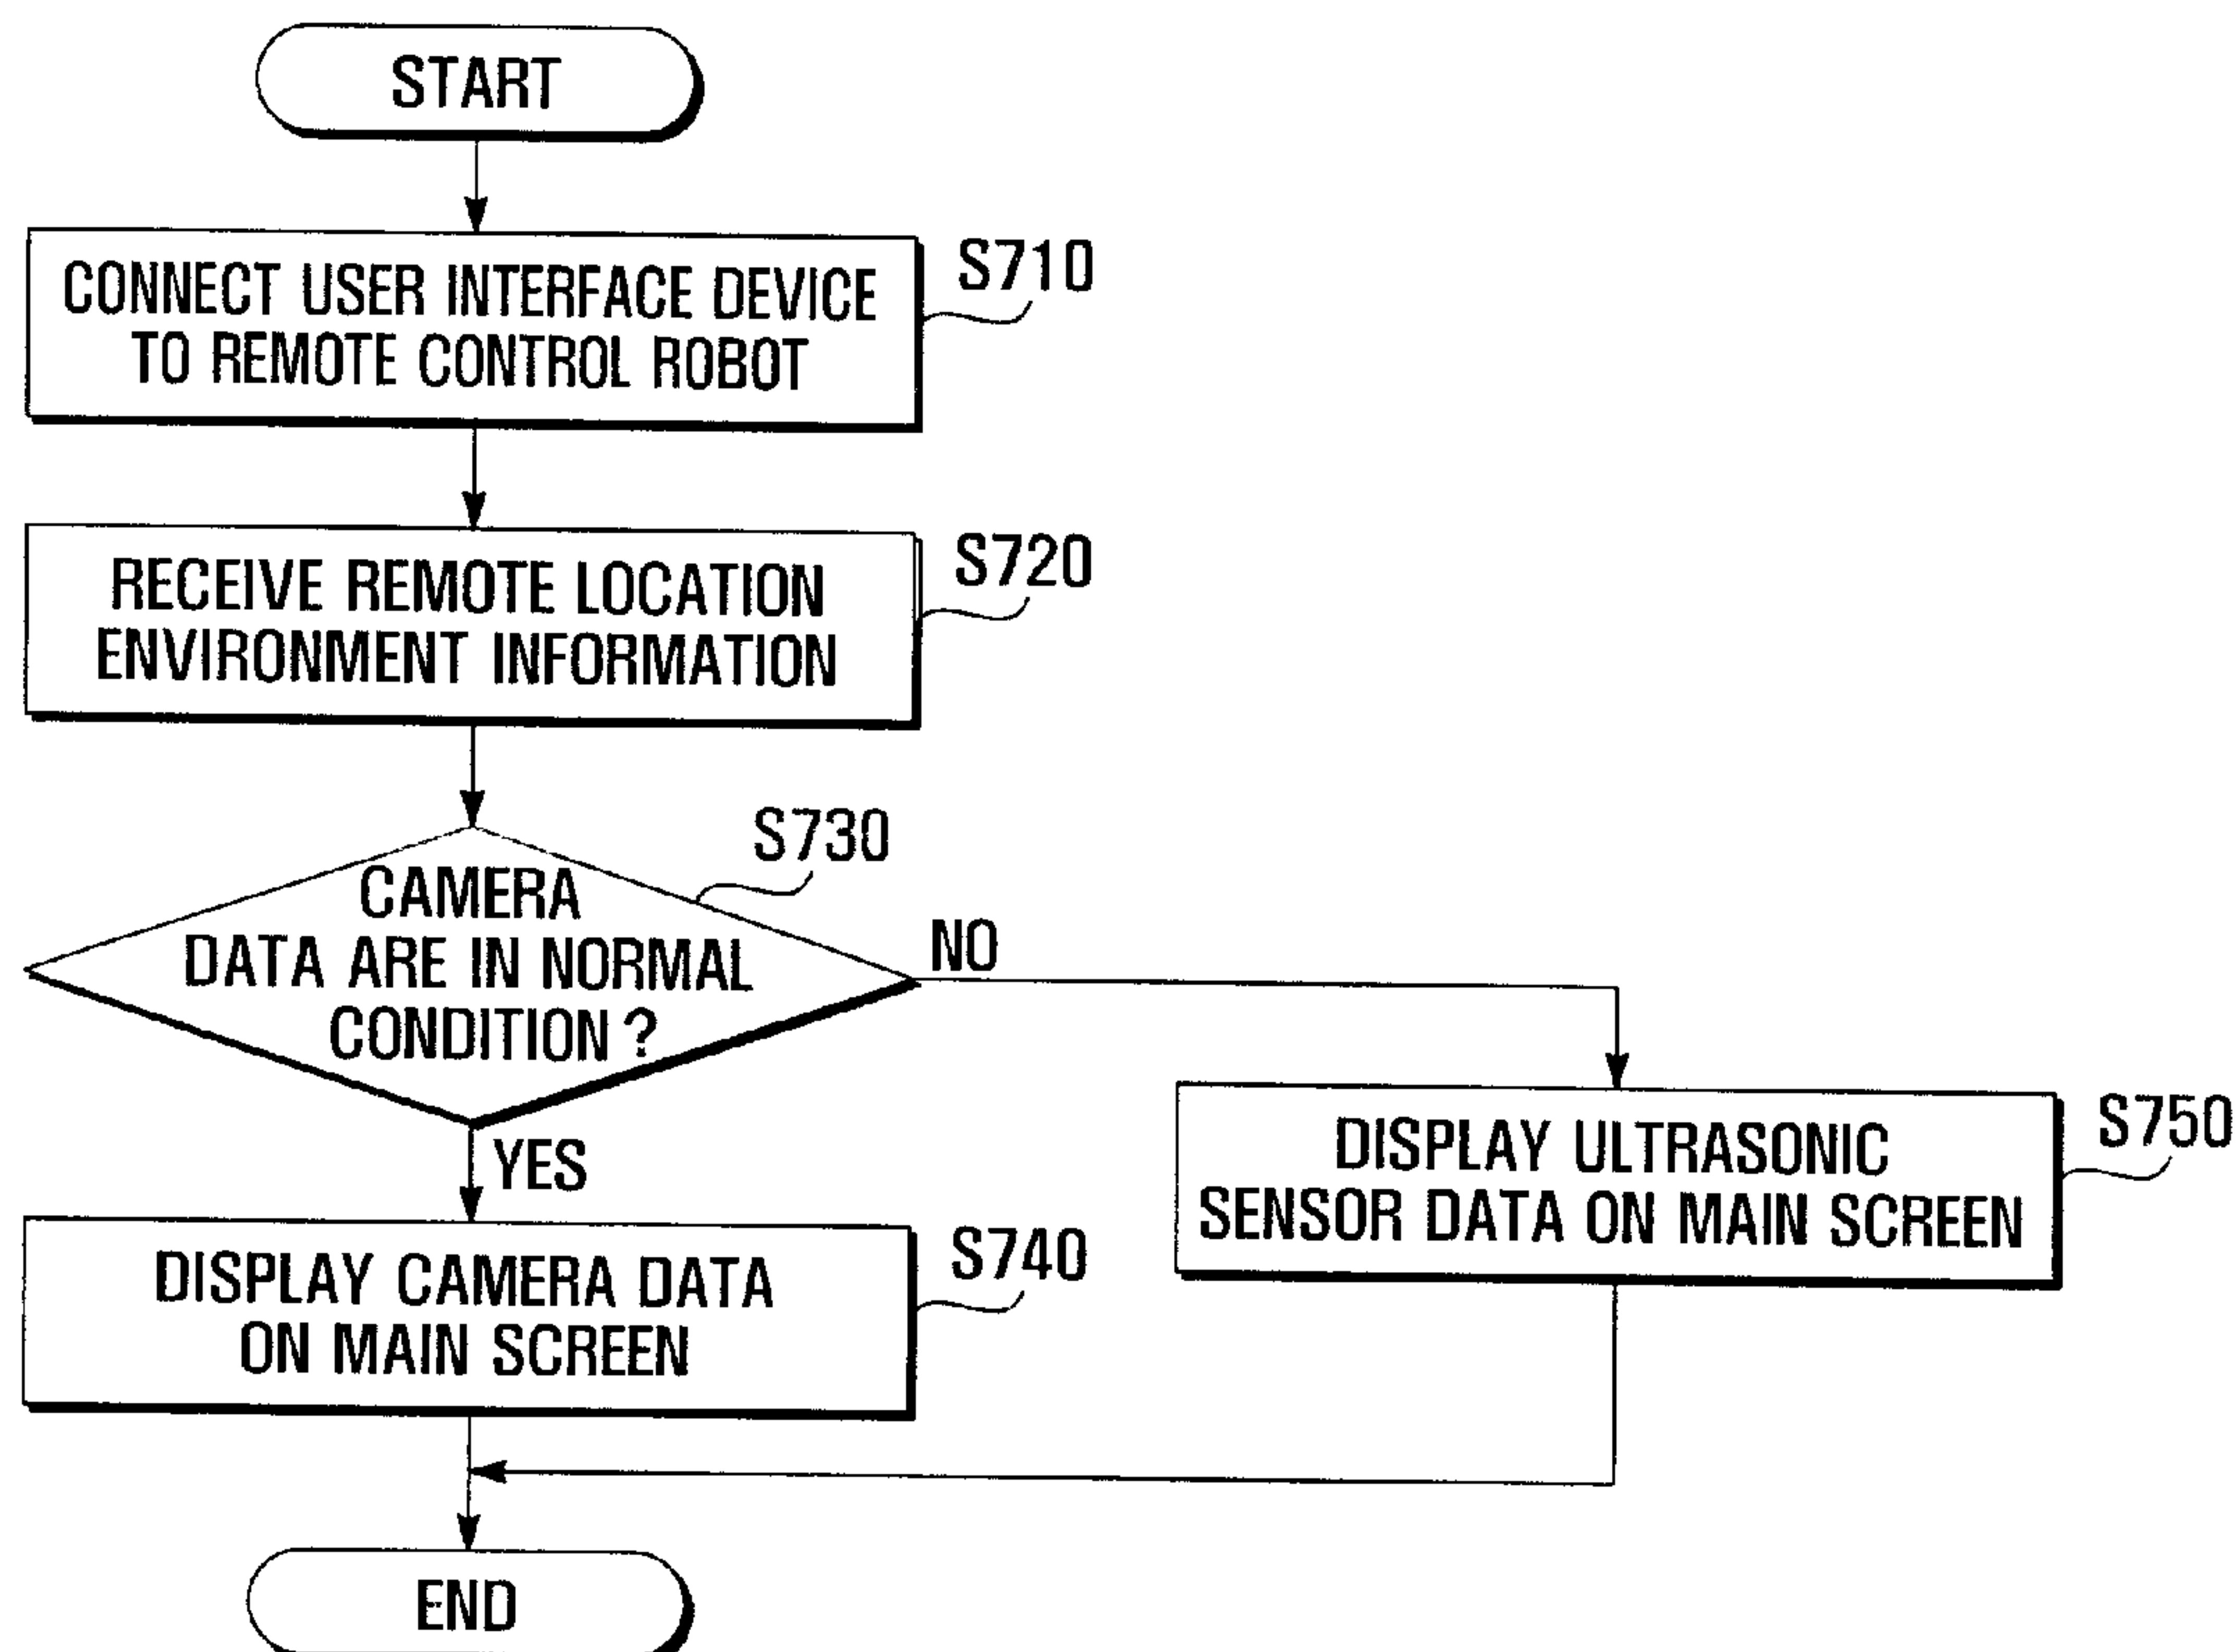 START
CONNECT USER INTERFACE DEVICE
TO REMOTE CONTROL ROBOT
S710
RECEIVE REMOTE LOCATION
ENVIRONMENT INFORMATION
S720
CAMERA
DATA ARE IN NORMAL
CONDITION ?
S730
NO
YES
DISPLAY ULTRASONIC
SENSOR DATA ON MAIN SCREEN
S750
DISPLAY CAMERA DATA
ON MAIN SCREEN
S740
END